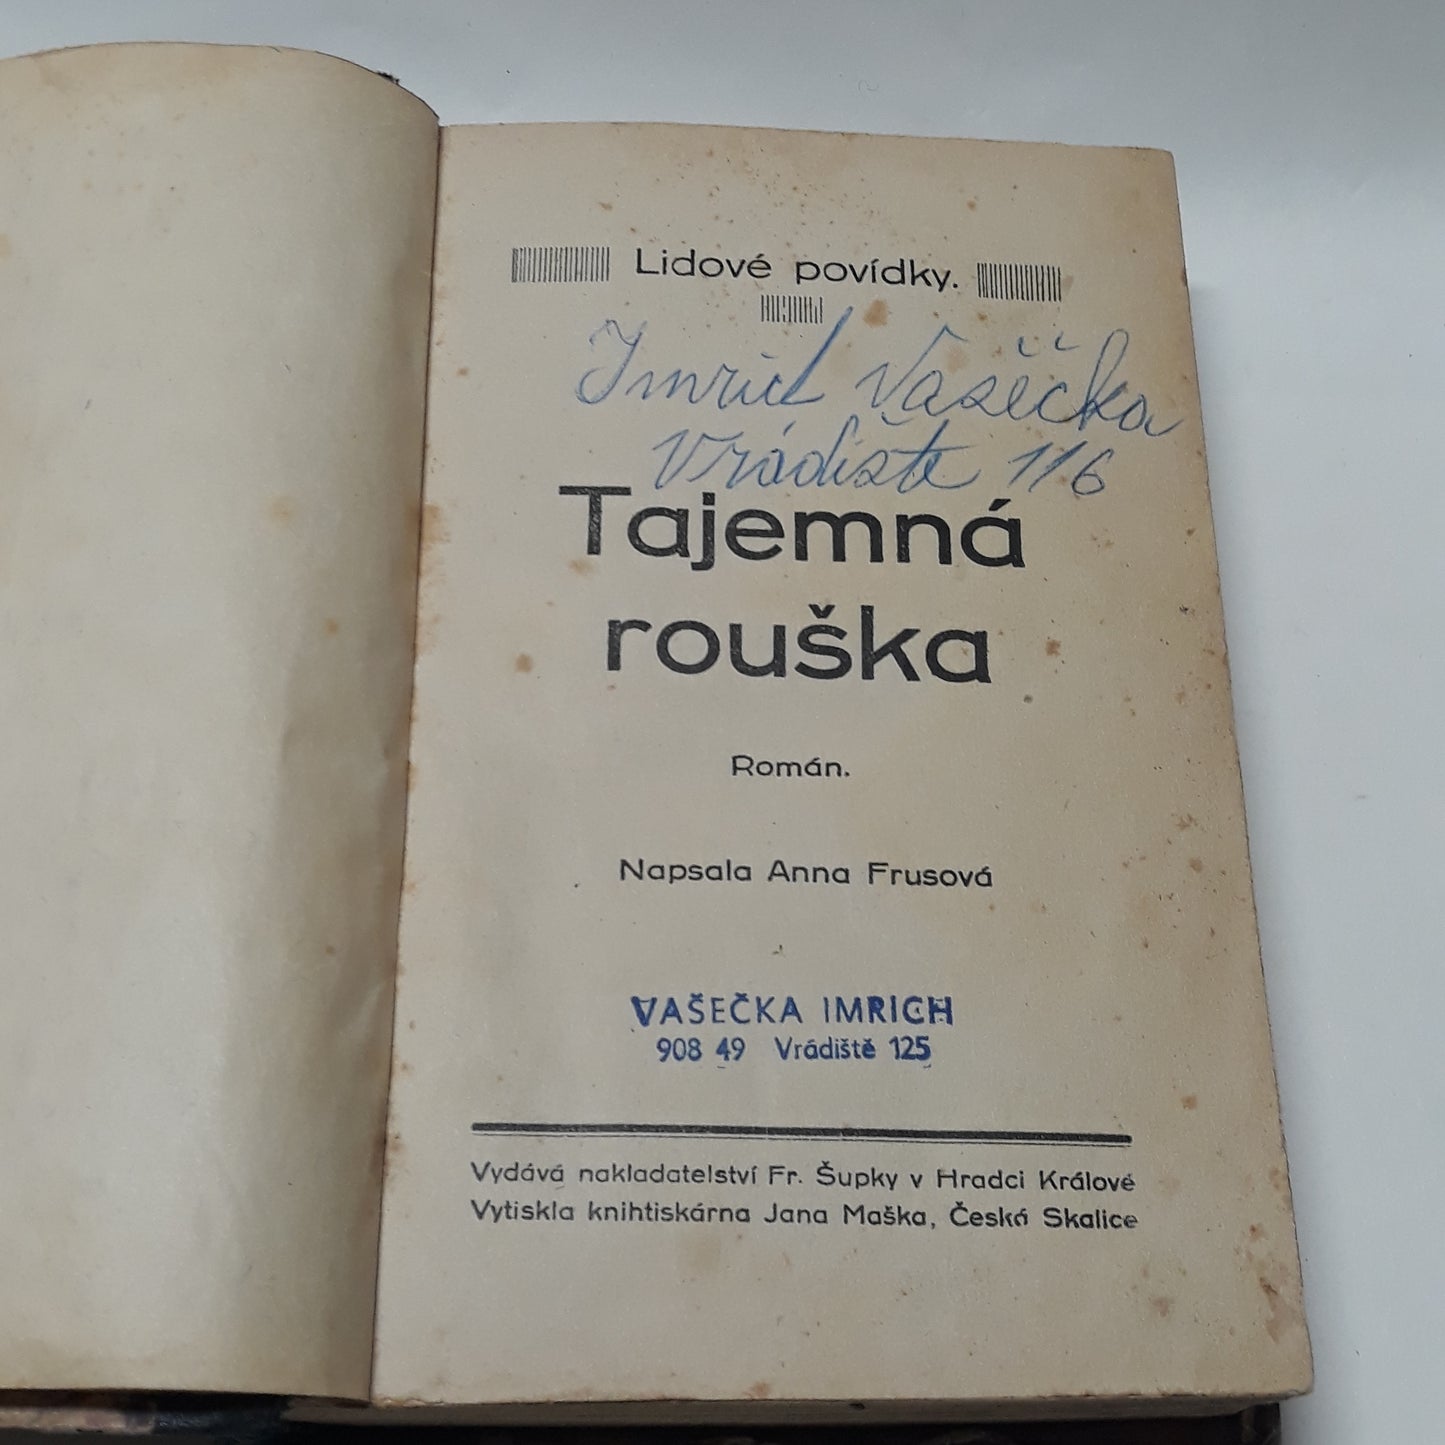 Lidové povídky.
Imrich Vašečka
Vrádište 116
Tajemná
rouška
Román.
Napsala Anna Frusová
VAŠEČKA IMRICH
908 49 Vrádiště 125
Vydává nakladatelství Fr. Šupky v Hradci Králové
Vytiskla knihtiskárna Jana Maška, Česká Skalice